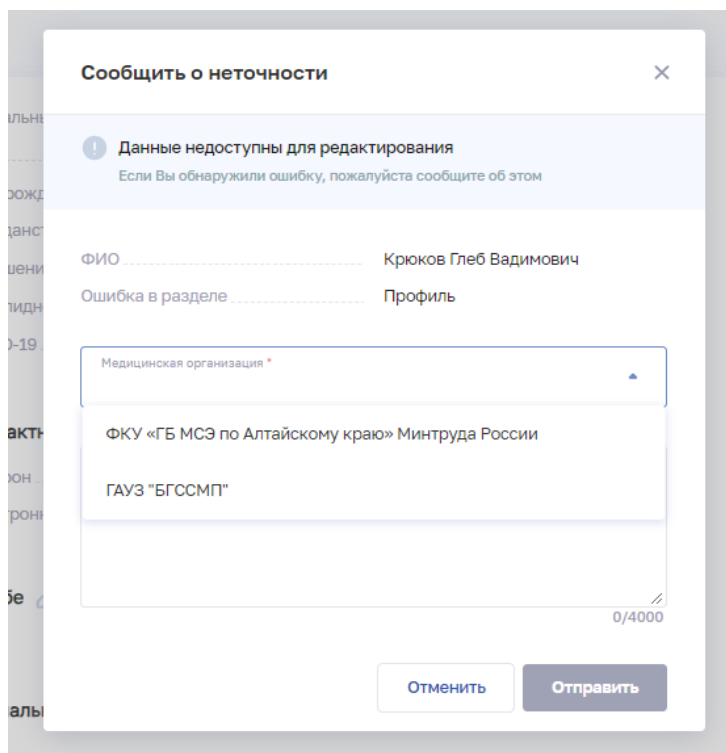 Сообщить о неточности
Данные недоступны для редактирования
Если Вы обнаружили ошибку, пожалуйста сообщите об этом
ФИО Крюков Глеб Вадимович
Ошибка в разделе Профиль
Медицинская организация *
ФКУ «ГБ МСЭ по Алтайскому краю» Минтруда России
ГАУЗ "БГССМП"
0/4000
Отменить Отправить